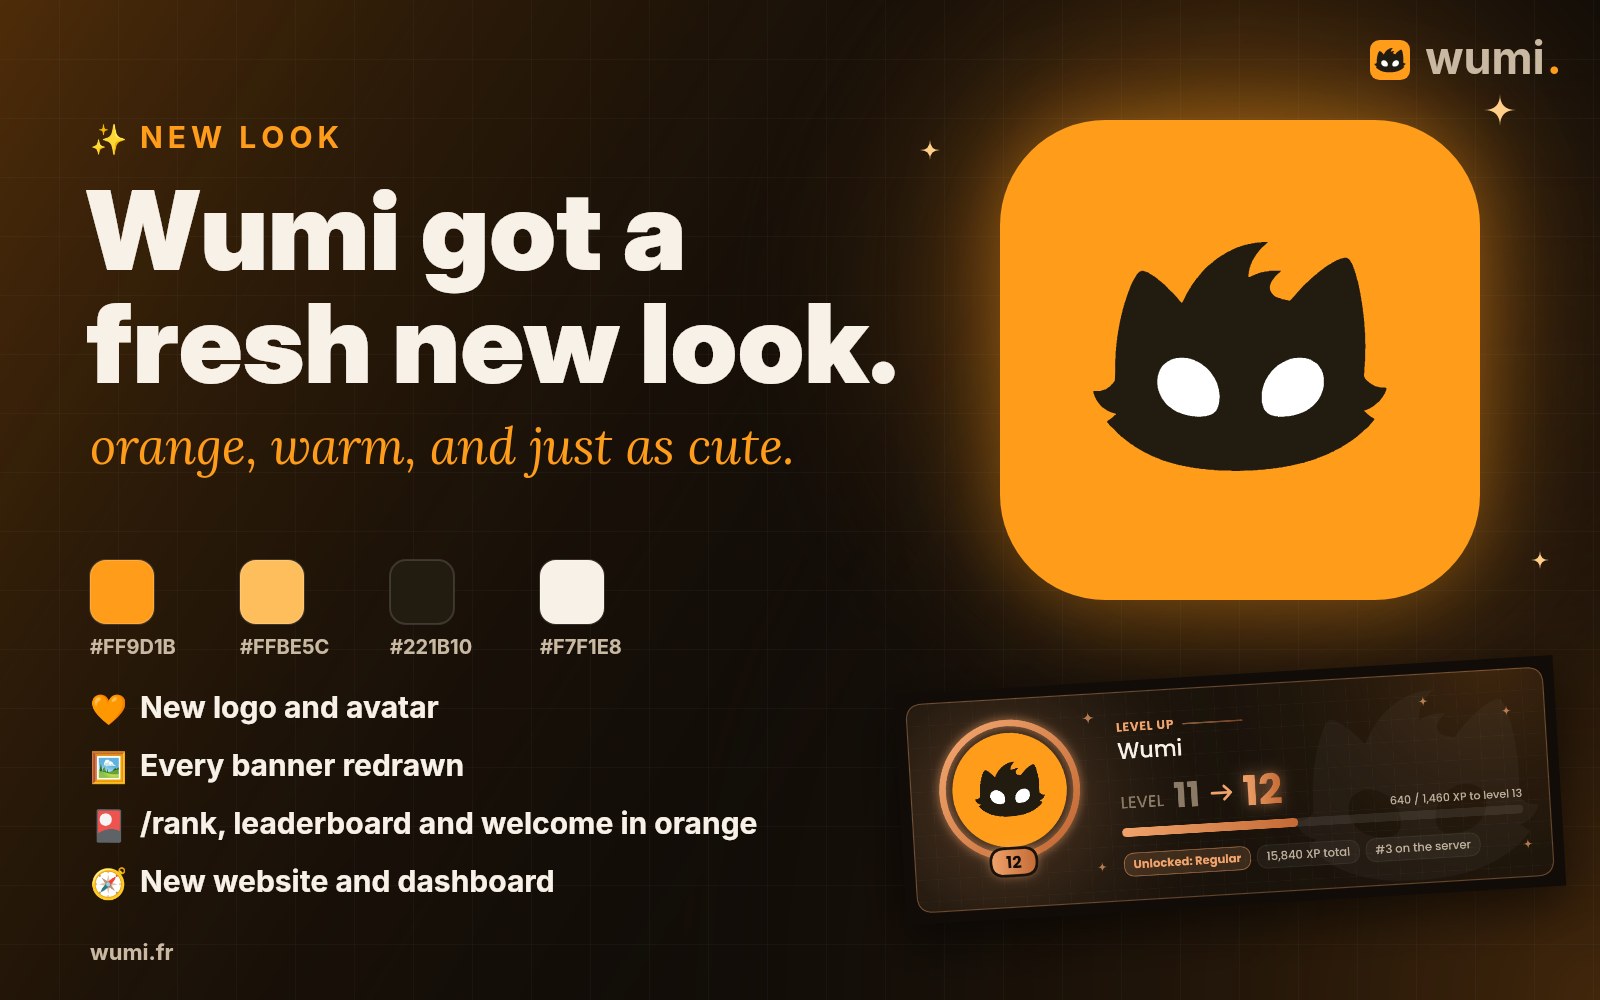 wumi.
✨ NEW LOOK
Wumi got a
fresh new look.
orange, warm, and just as cute.
#FF9D1B
#FFBE5C
#221B10
#F7F1E8
🧡 New logo and avatar
🖼️ Every banner redrawn
🎴 /rank, leaderboard and welcome in orange
🧭 New website and dashboard
wumi.fr
LEVEL UP
Wumi
LEVEL 11 → 12
640 / 1,460 XP to level 13
12
Unlocked: Regular
15,840 XP total
#3 on the server